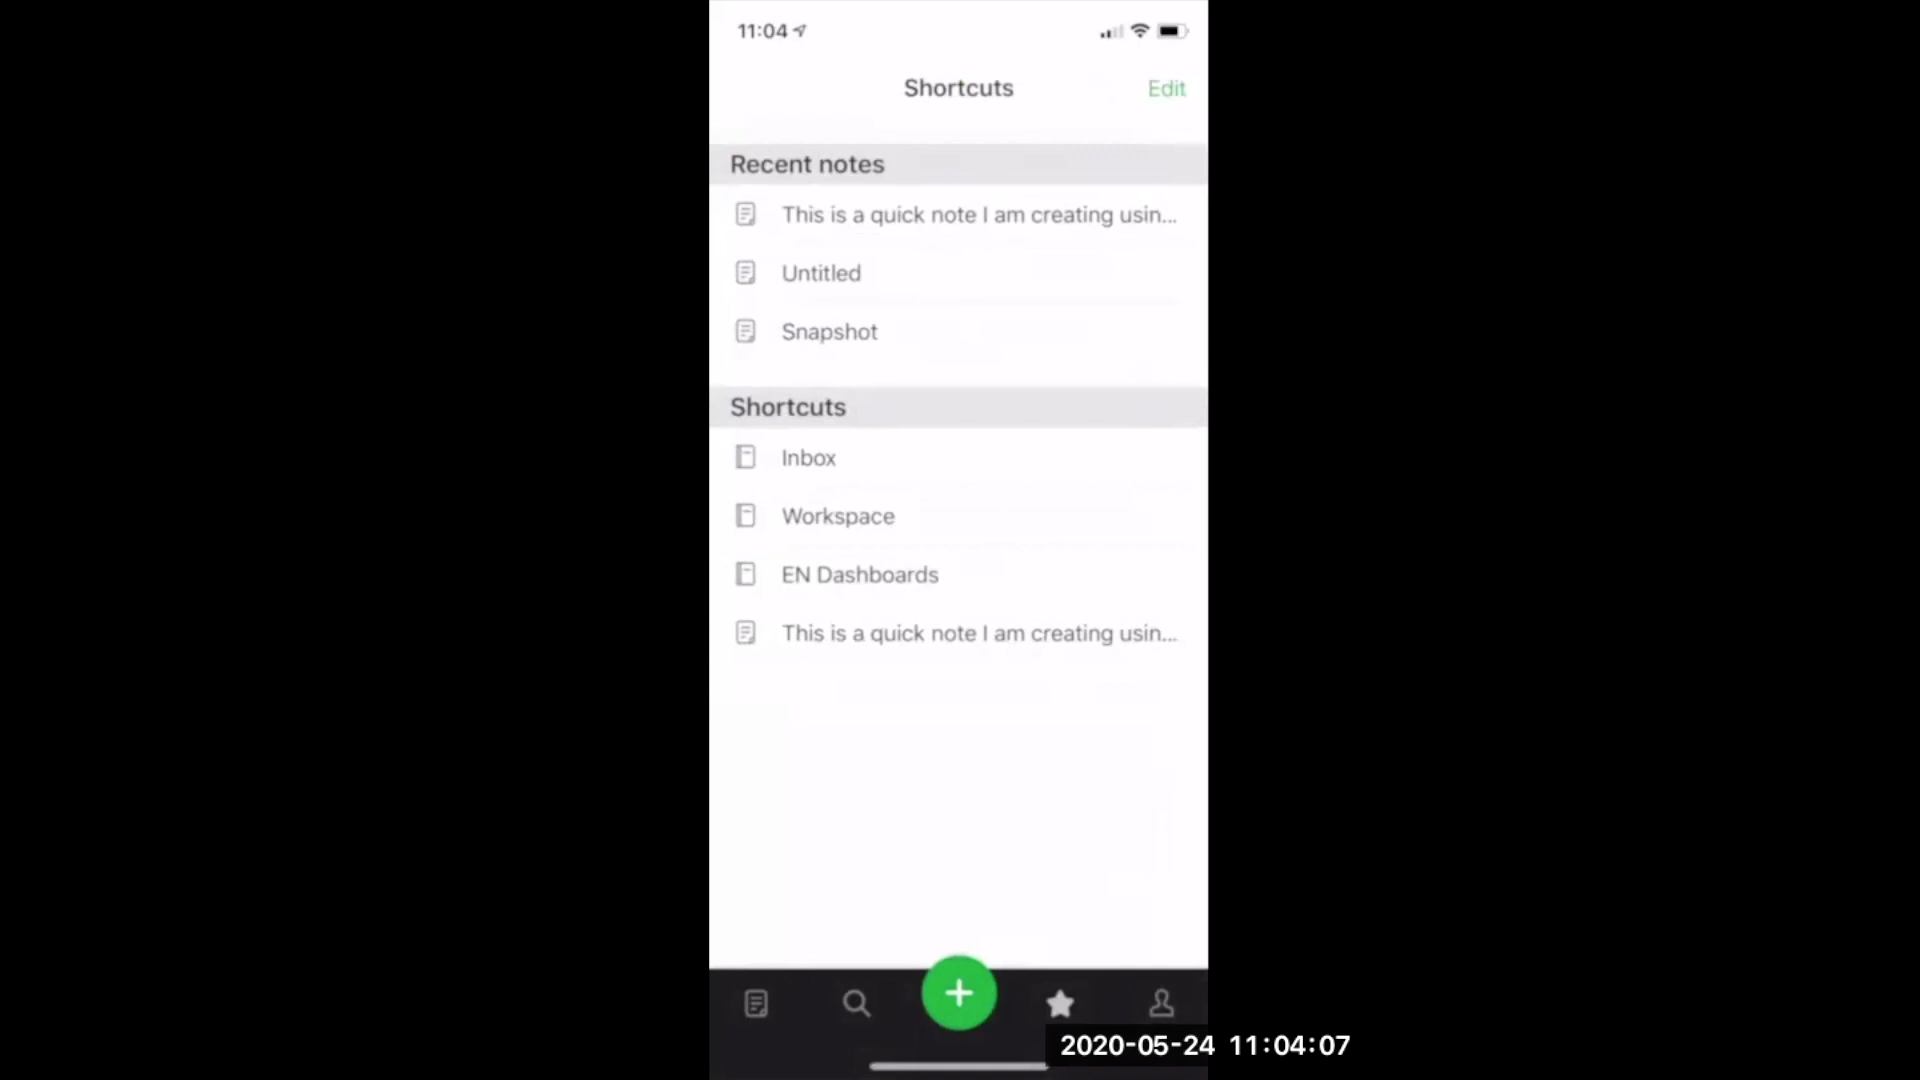 11:04
Shortcuts
Edit
Recent notes
This is a quick note I am creating usin...
Untitled
Snapshot
Shortcuts
Inbox
Workspace
EN Dashboards
This is a quick note I am creating usin...
2020-05-24 11:04:07